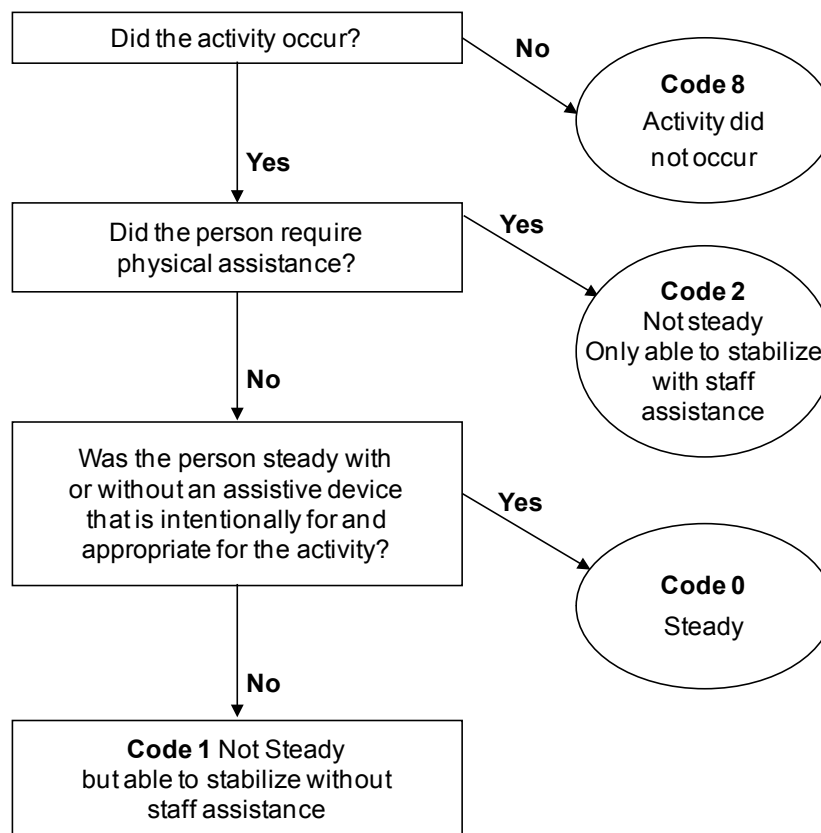 Did the activity occur?
No
Code 8
Activity did
not occur
Yes
Did the person require
physical assistance?
Yes
Code 2
Not steady
Only able to stabilize
with staff
assistance
No
Was the person steady with
or without an assistive device
that is intentionally for and
appropriate for the activity?
Yes
Code 0
Steady
No
Code 1 Not Steady
but able to stabilize without
staff assistance